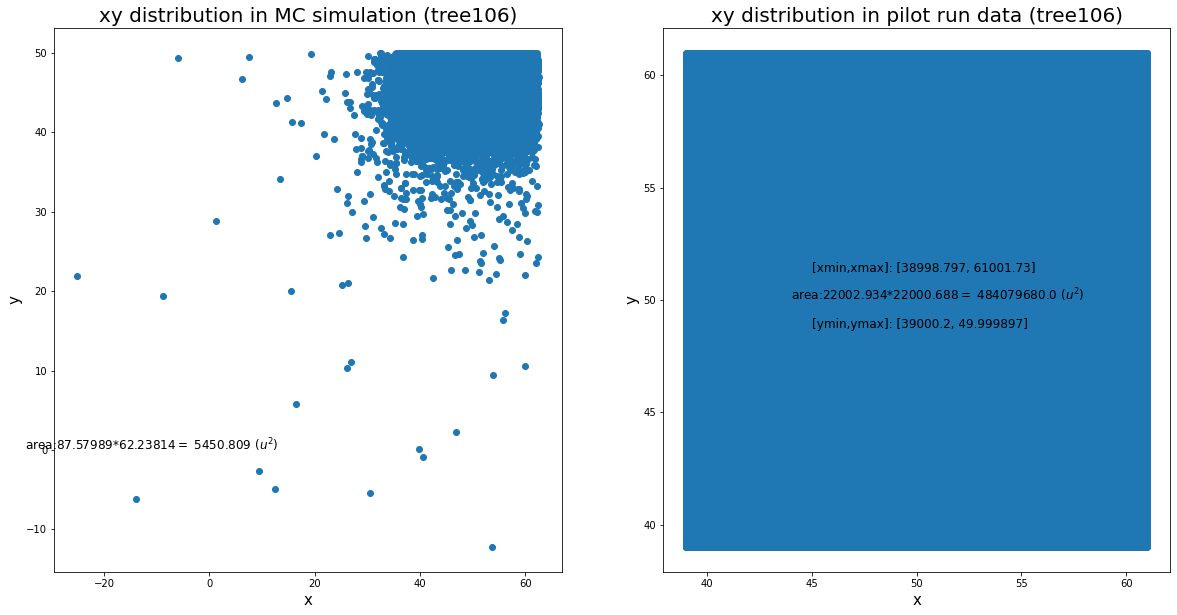 xy distribution in MC simulation (tree106)
y
50
40
30
20
10
0
−10
area:87.57989*62.23814 = 5450.809 (u²)
−20
0
20
40
60
x
xy distribution in pilot run data (tree106)
y
60
55
50
45
40
[xmin,xmax]: [38998.797, 61001.73]
area:22002.934*22000.688 = 484079680.0 (u²)
[ymin,ymax]: [39000.2, 49.999897]
40
45
50
55
60
x